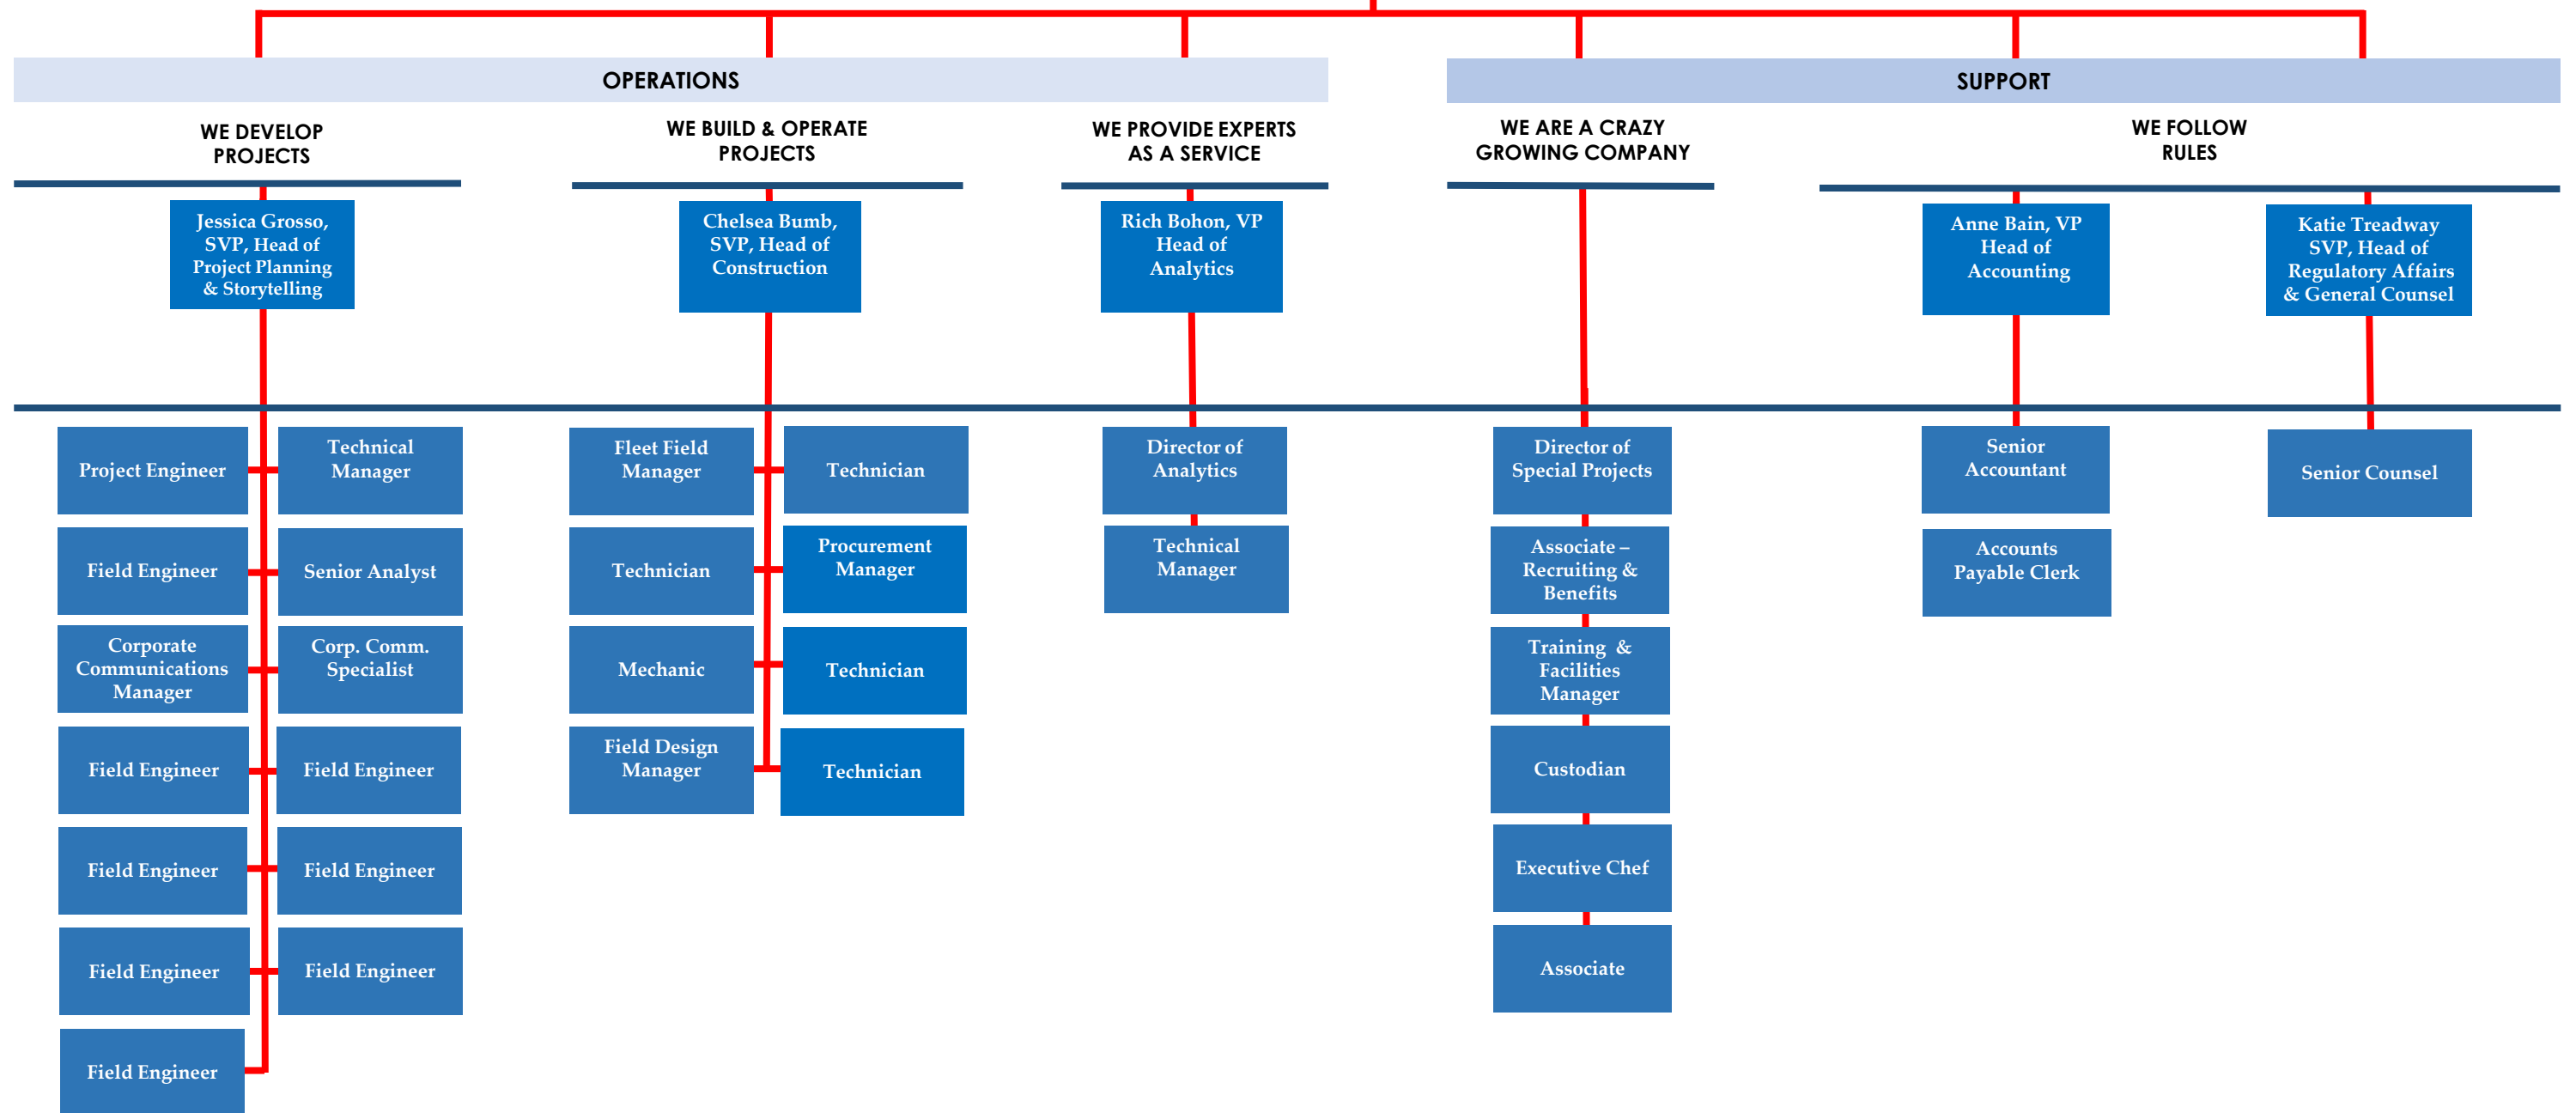 OPERATIONS
SUPPORT
WE DEVELOP
PROJECTS
WE BUILD & OPERATE
PROJECTS
WE PROVIDE EXPERTS
AS A SERVICE
WE ARE A CRAZY
GROWING COMPANY
WE FOLLOW
RULES
Jessica Grosso,
SVP, Head of
Project Planning
& Storytelling
Chelsea Bumb,
SVP, Head of
Construction
Rich Bohon, VP
Head of
Analytics
Anne Bain, VP
Head of
Accounting
Katie Treadway
SVP, Head of
Regulatory Affairs
& General Counsel
Project Engineer
Technical
Manager
Field Engineer
Senior Analyst
Corporate
Communications
Manager
Corp. Comm.
Specialist
Field Engineer
Field Engineer
Field Engineer
Field Engineer
Field Engineer
Field Engineer
Field Engineer
Fleet Field
Manager
Technician
Technician
Procurement
Manager
Mechanic
Technician
Field Design
Manager
Technician
Director of
Analytics
Technical
Manager
Director of
Special Projects
Associate –
Recruiting &
Benefits
Training & 
Facilities
Manager
Custodian
Executive Chef
Associate
Senior
Accountant
Accounts
Payable Clerk
Senior Counsel